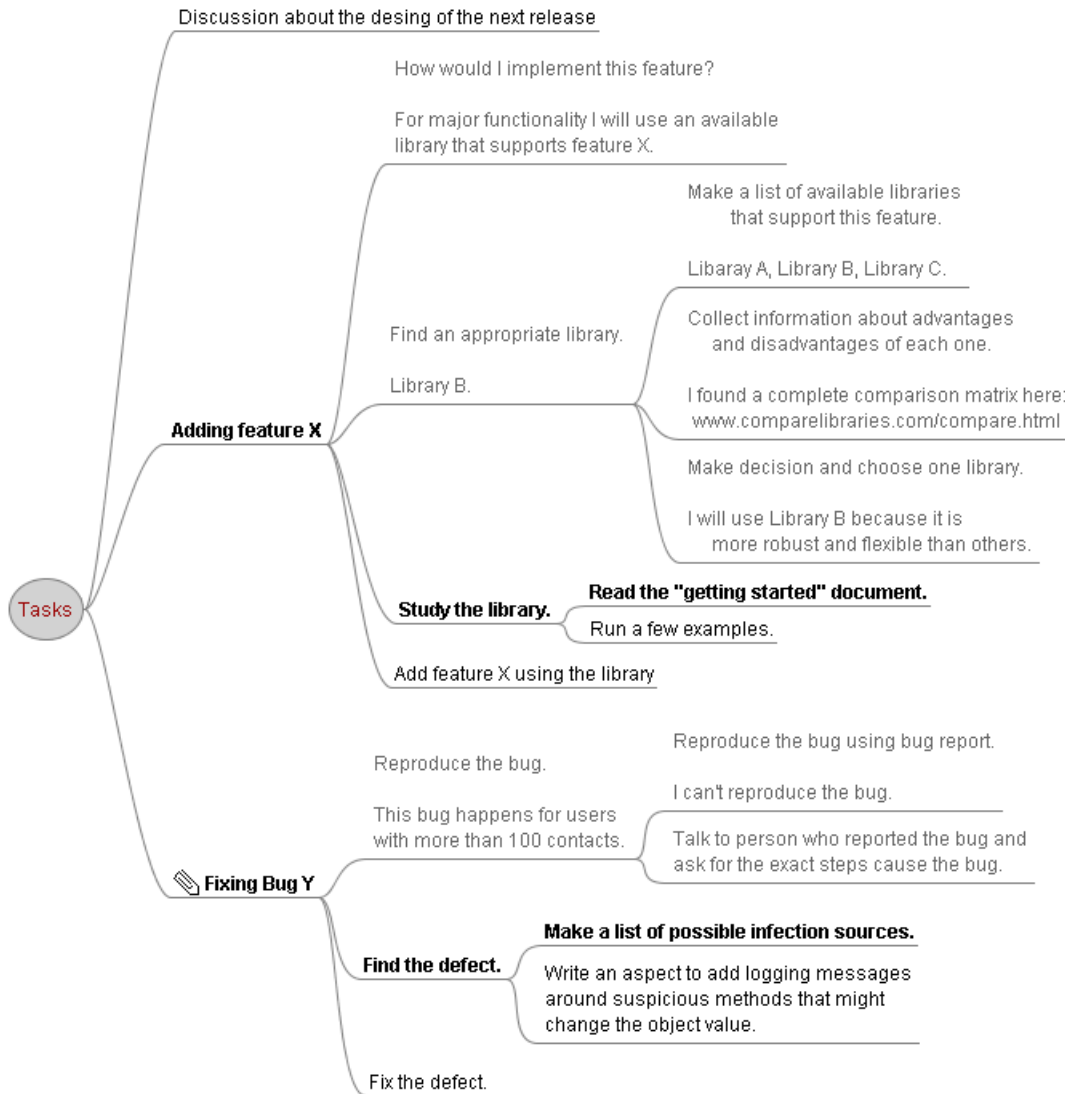 Discussion about the desing of the next release
How would I implement this feature?
For major functionality I will use an available
library that supports feature X.
Make a list of available libraries
that support this feature.
Libaray A, Library B, Library C.
Find an appropriate library.
Library B.
Collect information about advantages
and disadvantages of each one.
I found a complete comparison matrix here:
www.comparelibraries.com/compare.html
Adding feature X
Make decision and choose one library.
I will use Library B because it is
more robust and flexible than others.
Tasks
Study the library.
Read the "getting started" document.
Run a few examples.
Add feature X using the library
Reproduce the bug.
This bug happens for users
with more than 100 contacts.
Reproduce the bug using bug report.
I can't reproduce the bug.
Talk to person who reported the bug and
ask for the exact steps cause the bug.
Fixing Bug Y
Find the defect.
Make a list of possible infection sources.
Write an aspect to add logging messages
around suspicious methods that might
change the object value.
Fix the defect.